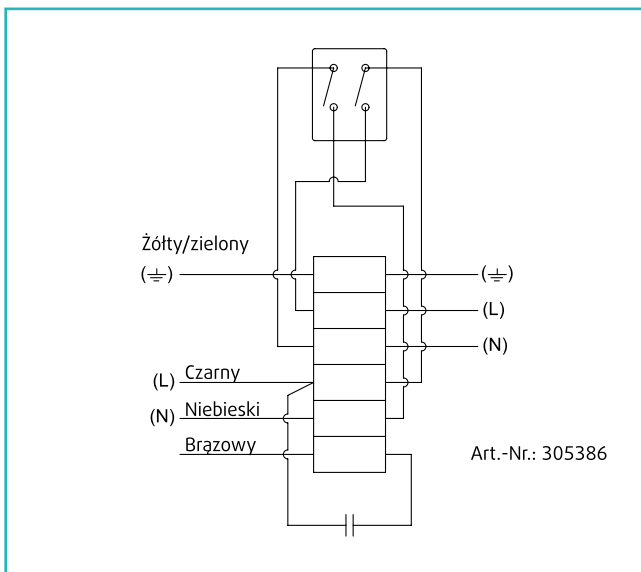 Żółty/zielony
(⏚) (⏚)
(L)
(N)
(L) Czarny
(N) Niebieski
Brązowy
Art.-Nr.: 305386